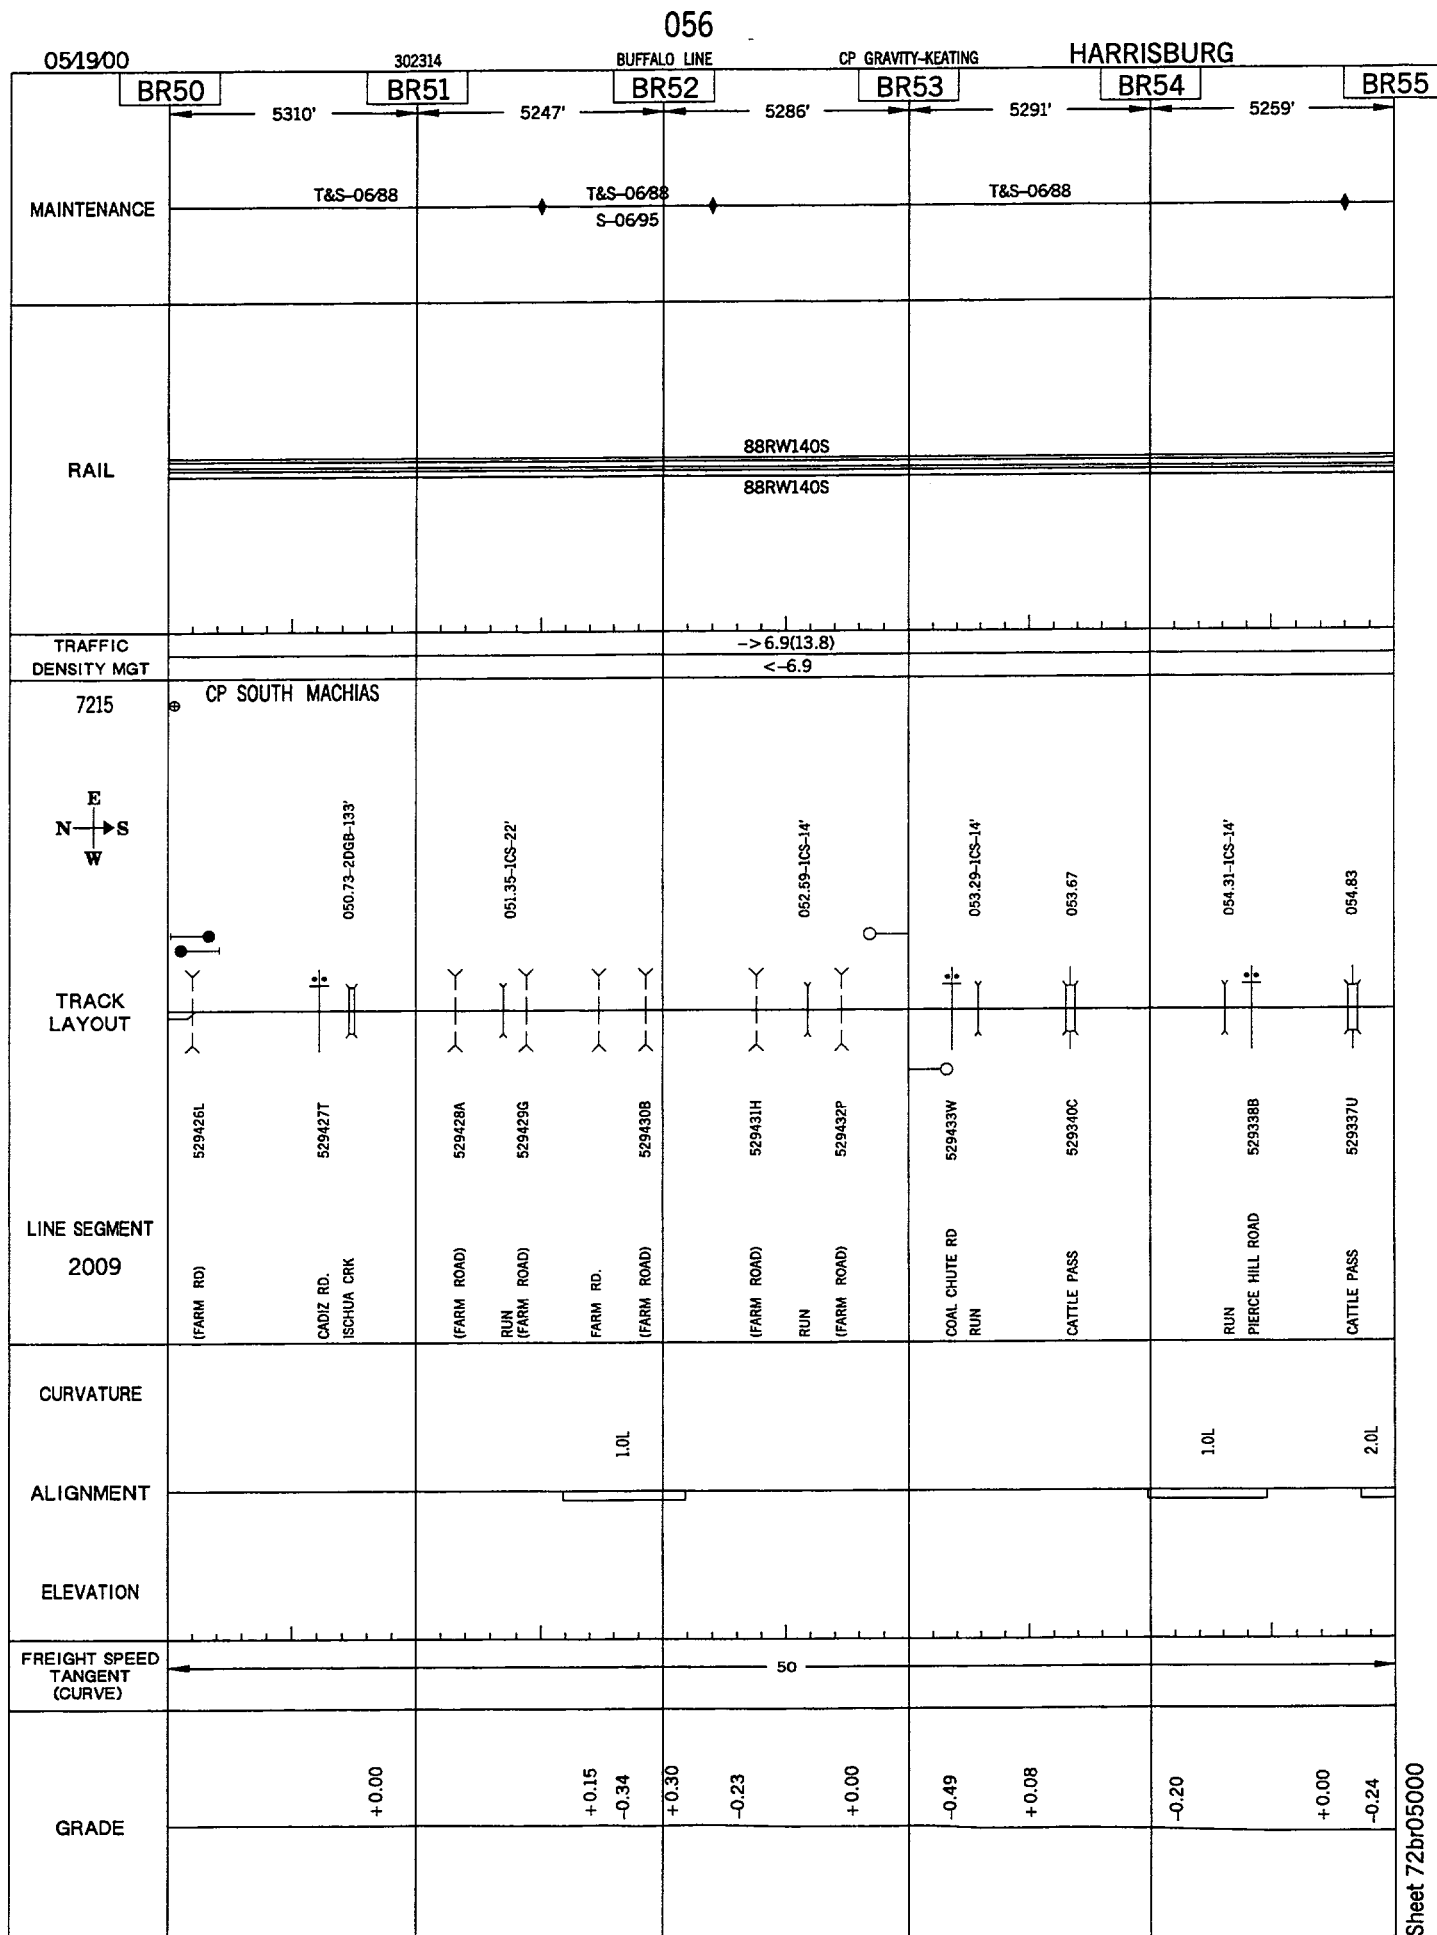 056
05/19/00 302314 BUFFALO LINE CP GRAVITY-KEATING HARRISBURG
BR50 BR51 BR52 BR53 BR54 BR55
5310' 5247' 5286' 5291' 5259'
T&S-06/88 T&S-06/88 T&S-06/88
MAINTENANCE
S-06/95
88RW140S
RAIL
88RW140S
TRAFFIC
DENSITY MGT
->6.9(13.8)
<-6.9
7215 CP SOUTH MACHIAS
E
N S
W
050.73-2DGB-133' 051.35-1CS-22' 052.59-1CS-14' 053.29-1CS-14' 053.67 054.31-1CS-14' 054.83
TRACK
LAYOUT
529426L 529427T 529428A 529429G 529430B 529431H 529432P 529433W 529340C 529338B 529337U
LINE SEGMENT
2009
(FARM RD)
CADIZ RD.
ISCHUA CRK
(FARM ROAD)
RUN
(FARM ROAD)
FARM RD.
(FARM ROAD)
(FARM ROAD)
RUN
(FARM ROAD)
COAL CHUTE RD
RUN
CATTLE PASS
RUN
PIERCE HILL ROAD
CATTLE PASS
CURVATURE
1.0L 1.0L 2.0L
ALIGNMENT
ELEVATION
FREIGHT SPEED
TANGENT
(CURVE)
50
+0.00 +0.15 -0.34 +0.30 -0.23 +0.00 -0.49 +0.08 -0.20 +0.00 -0.24
GRADE
Sheet 72br05000